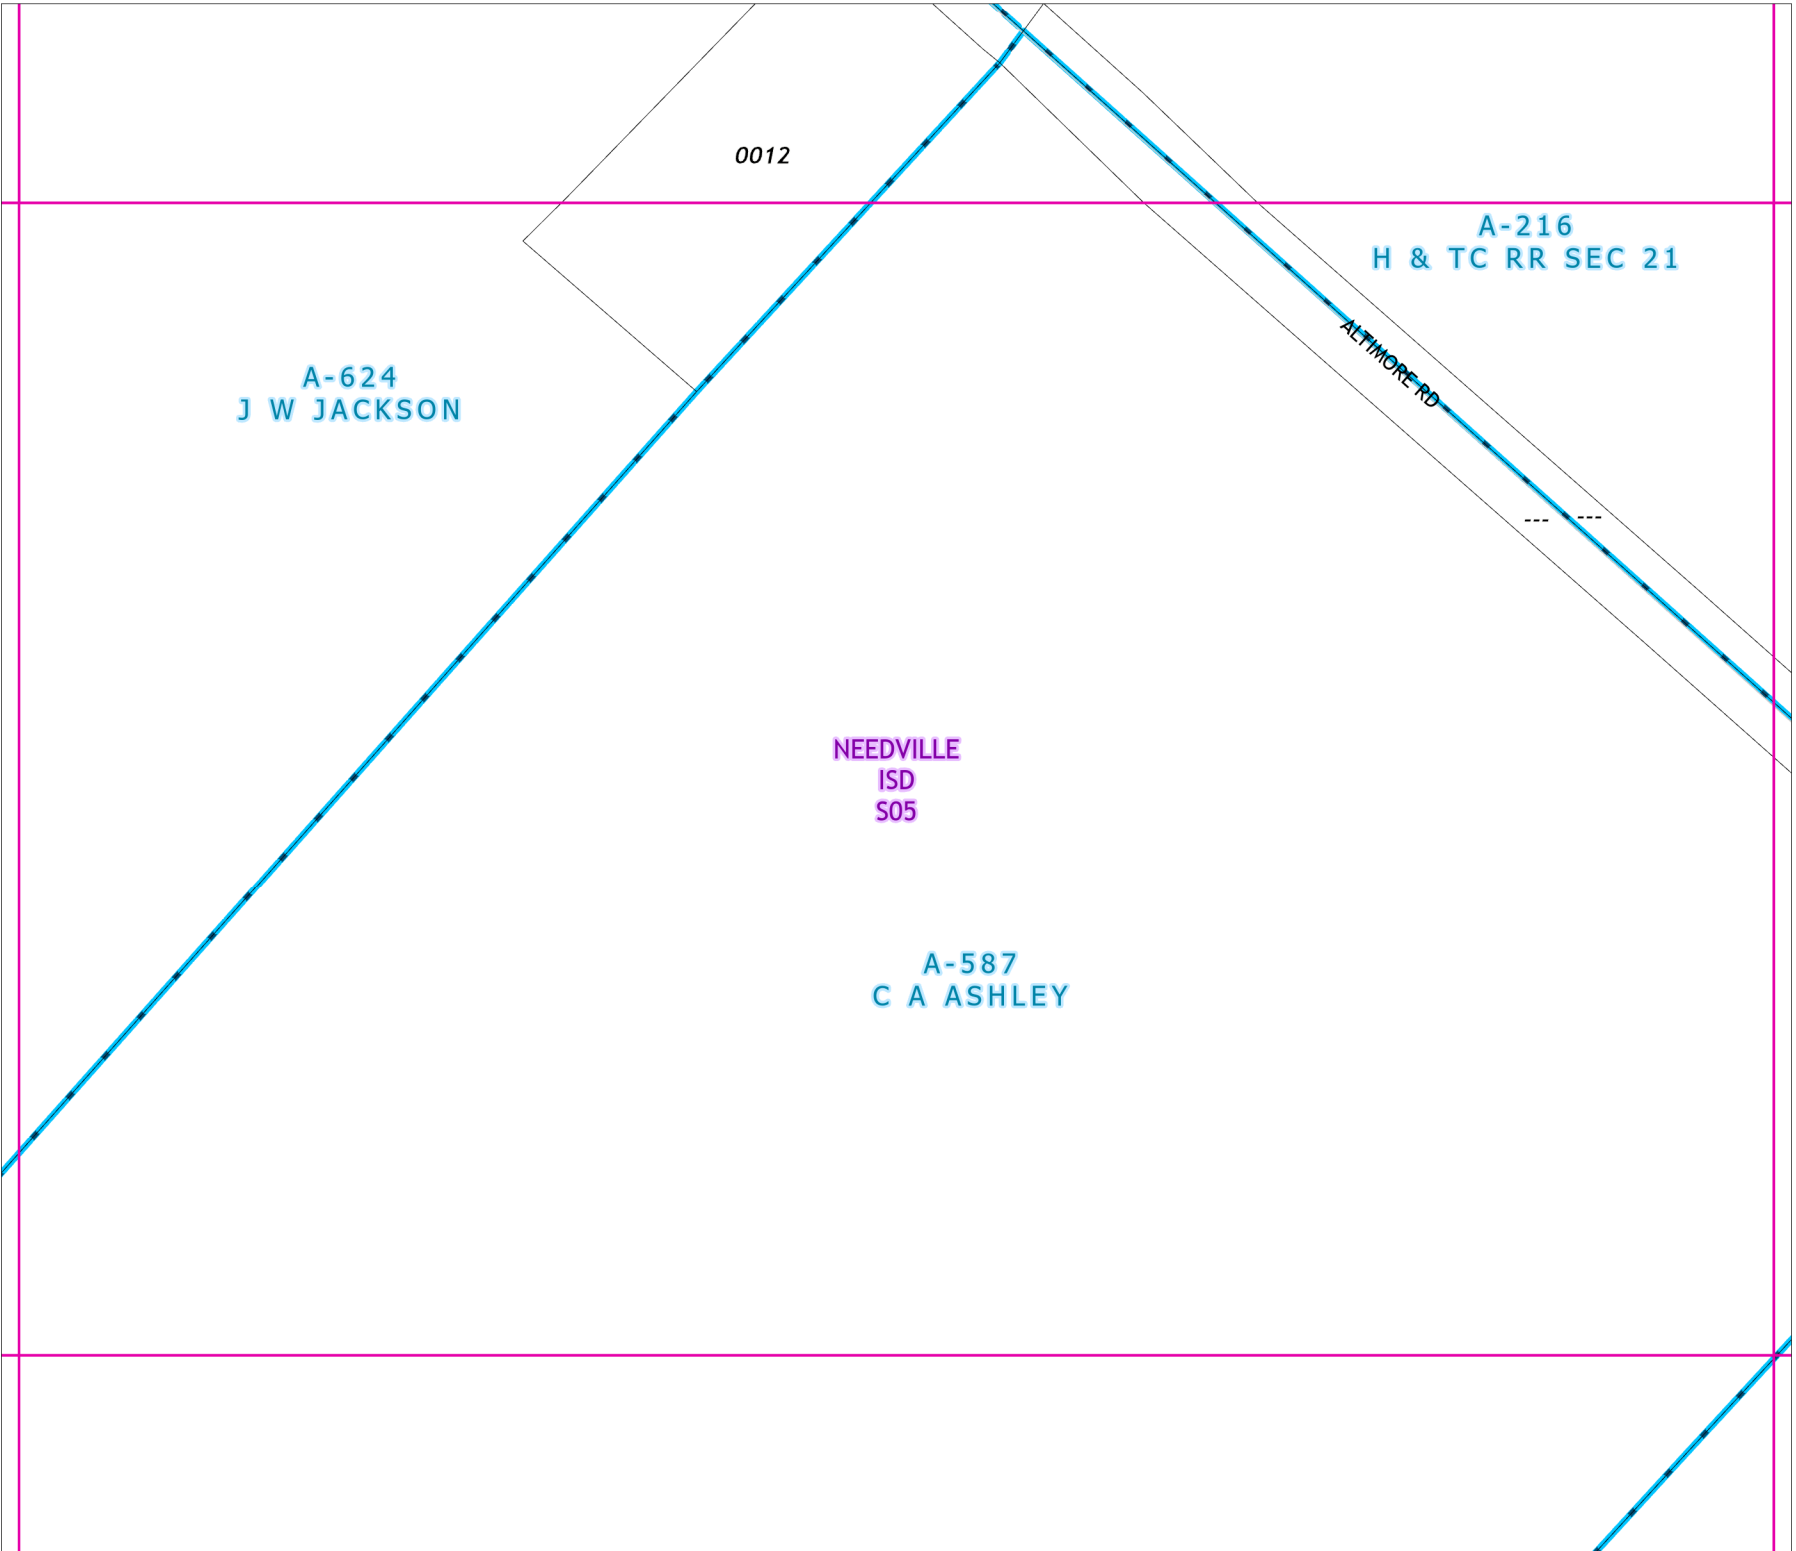 0012
A-216
H & TC RR SEC 21
ALTIMORE RD
A-624
J W JACKSON
--- ---
NEEDVILLE
ISD
S05
A-587
C A ASHLEY